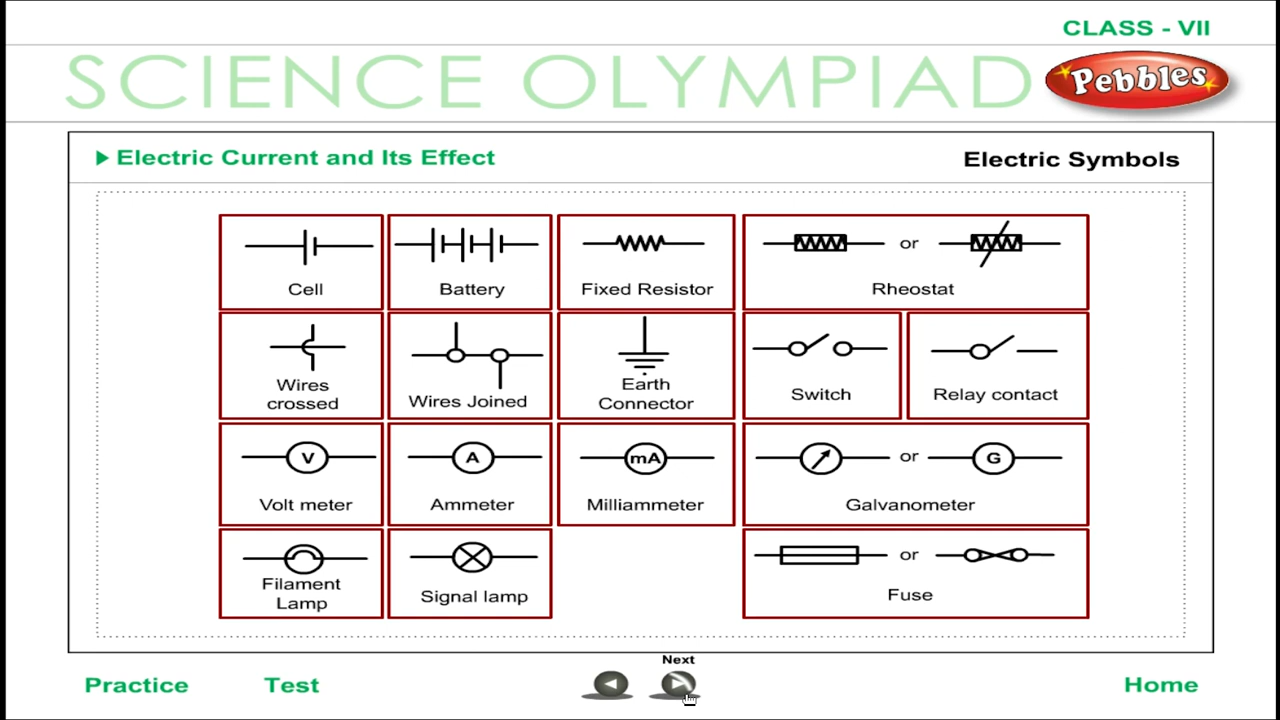 CLASS - VII
SCIENCE OLYMPIAD
Pebbles
Electric Current and Its Effect
Electric Symbols
Cell
Battery
Fixed Resistor
or
Rheostat
Wires
crossed
Wires Joined
Earth
Connector
Switch
Relay contact
V
Volt meter
A
Ammeter
mA
Milliammeter
or
G
Galvanometer
Filament
Lamp
Signal lamp
or
Fuse
Next
Practice
Test
Home